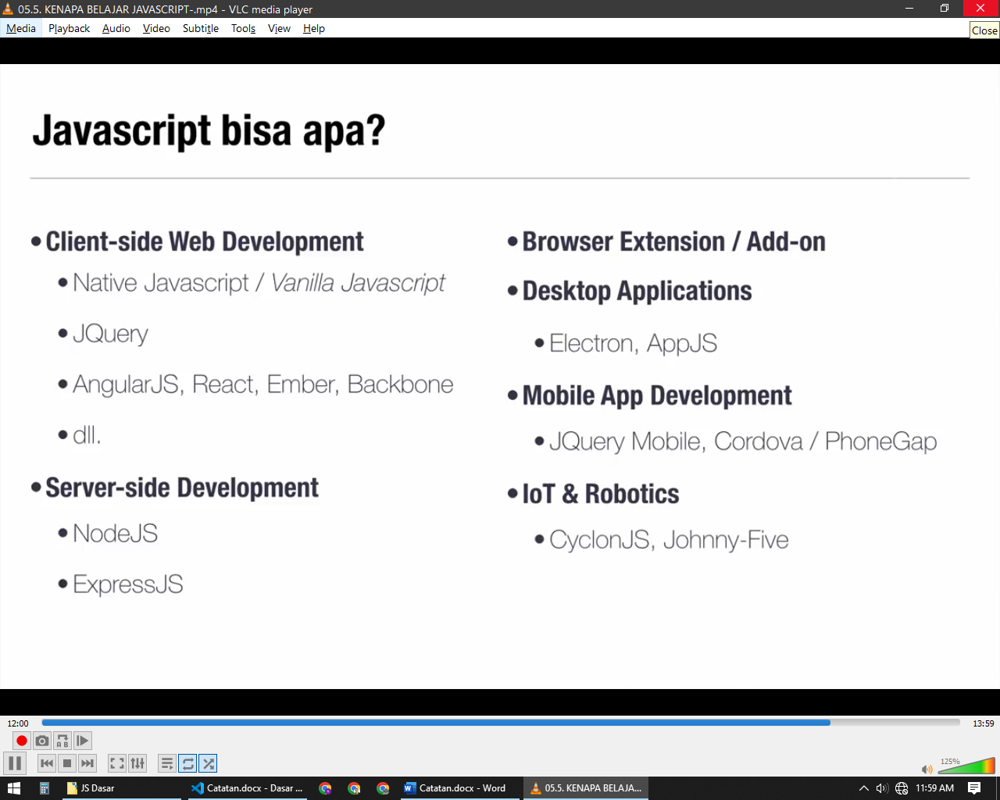 05.5. KENAPA BELAJAR JAVASCRIPT-.mp4 - VLC media player
Media Playback Audio Video Subtitle Tools View Help
Close
Javascript bisa apa?
• Client-side Web Development
• Native Javascript / Vanilla Javascript
• JQuery
• AngularJS, React, Ember, Backbone
• dll.
• Server-side Development
• NodeJS
• ExpressJS
• Browser Extension / Add-on
• Desktop Applications
• Electron, AppJS
• Mobile App Development
• JQuery Mobile, Cordova / PhoneGap
• IoT & Robotics
• CyclonJS, Johnny-Five
12:00 13:59
A B
125%
JS Dasar Catatan.docx - Dasar ... Catatan.docx - Word 05.5. KENAPA BELAJA... 11:59 AM